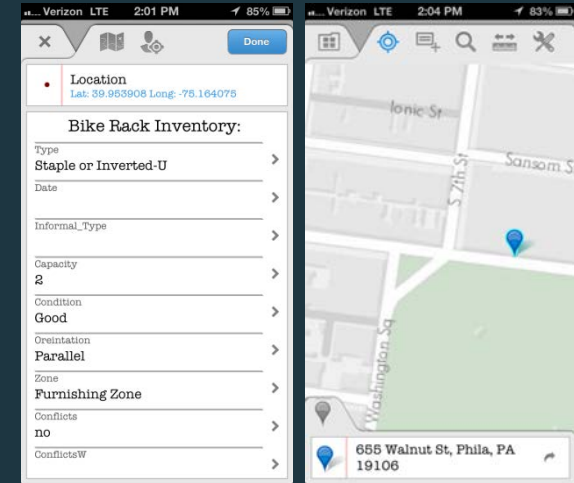 Verizon LTE 2:01 PM 85%
Done
Location
Lat: 39.953908 Long: -75.164075
Bike Rack Inventory:
Type
Staple or Inverted-U
Date
Informal_Type
Capacity
2
Condition
Good
Oreintation
Parallel
Zone
Furnishing Zone
Conflicts
no
ConflictsW
Verizon LTE 2:04 PM 83%
Ionic St
Sansom S
S 7th St
Washington Sq
655 Walnut St, Phila, PA
19106